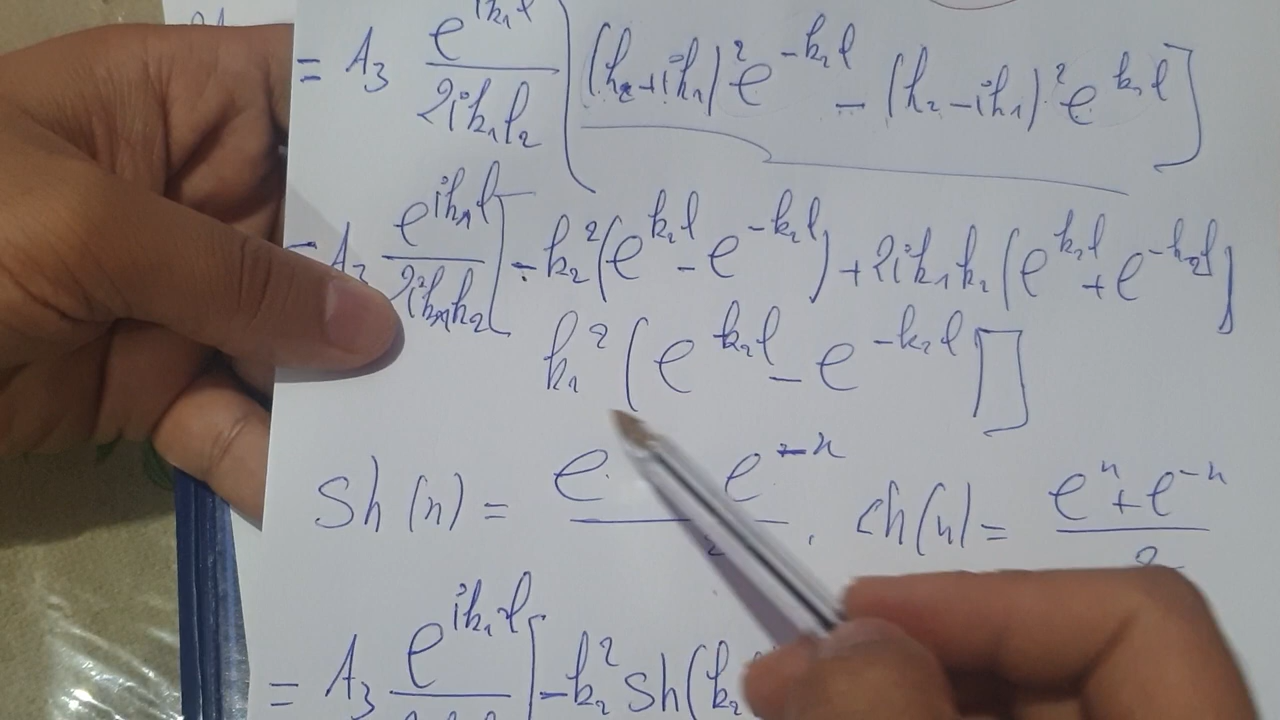 = A₃ e^{ik₁l} / 2ik₁l₂ [(k₂+ik₁)² e^{-k₂l} - (k₂-ik₁)² e^{k₂l}]
= A₃ e^{ik₁l} / 2ik₁k₂ [-k₂² (e^{k₂l} - e^{-k₂l}) + 2ik₁k₂ (e^{k₂l} + e^{-k₂l})
k₁² (e^{k₂l} - e^{-k₂l})]
Sh(x) = e e^{-x} / 2 . ch(x) = e^x + e^{-x} / 2
= A₃ e^{ik₁l} [-k₂² Sh(k₂